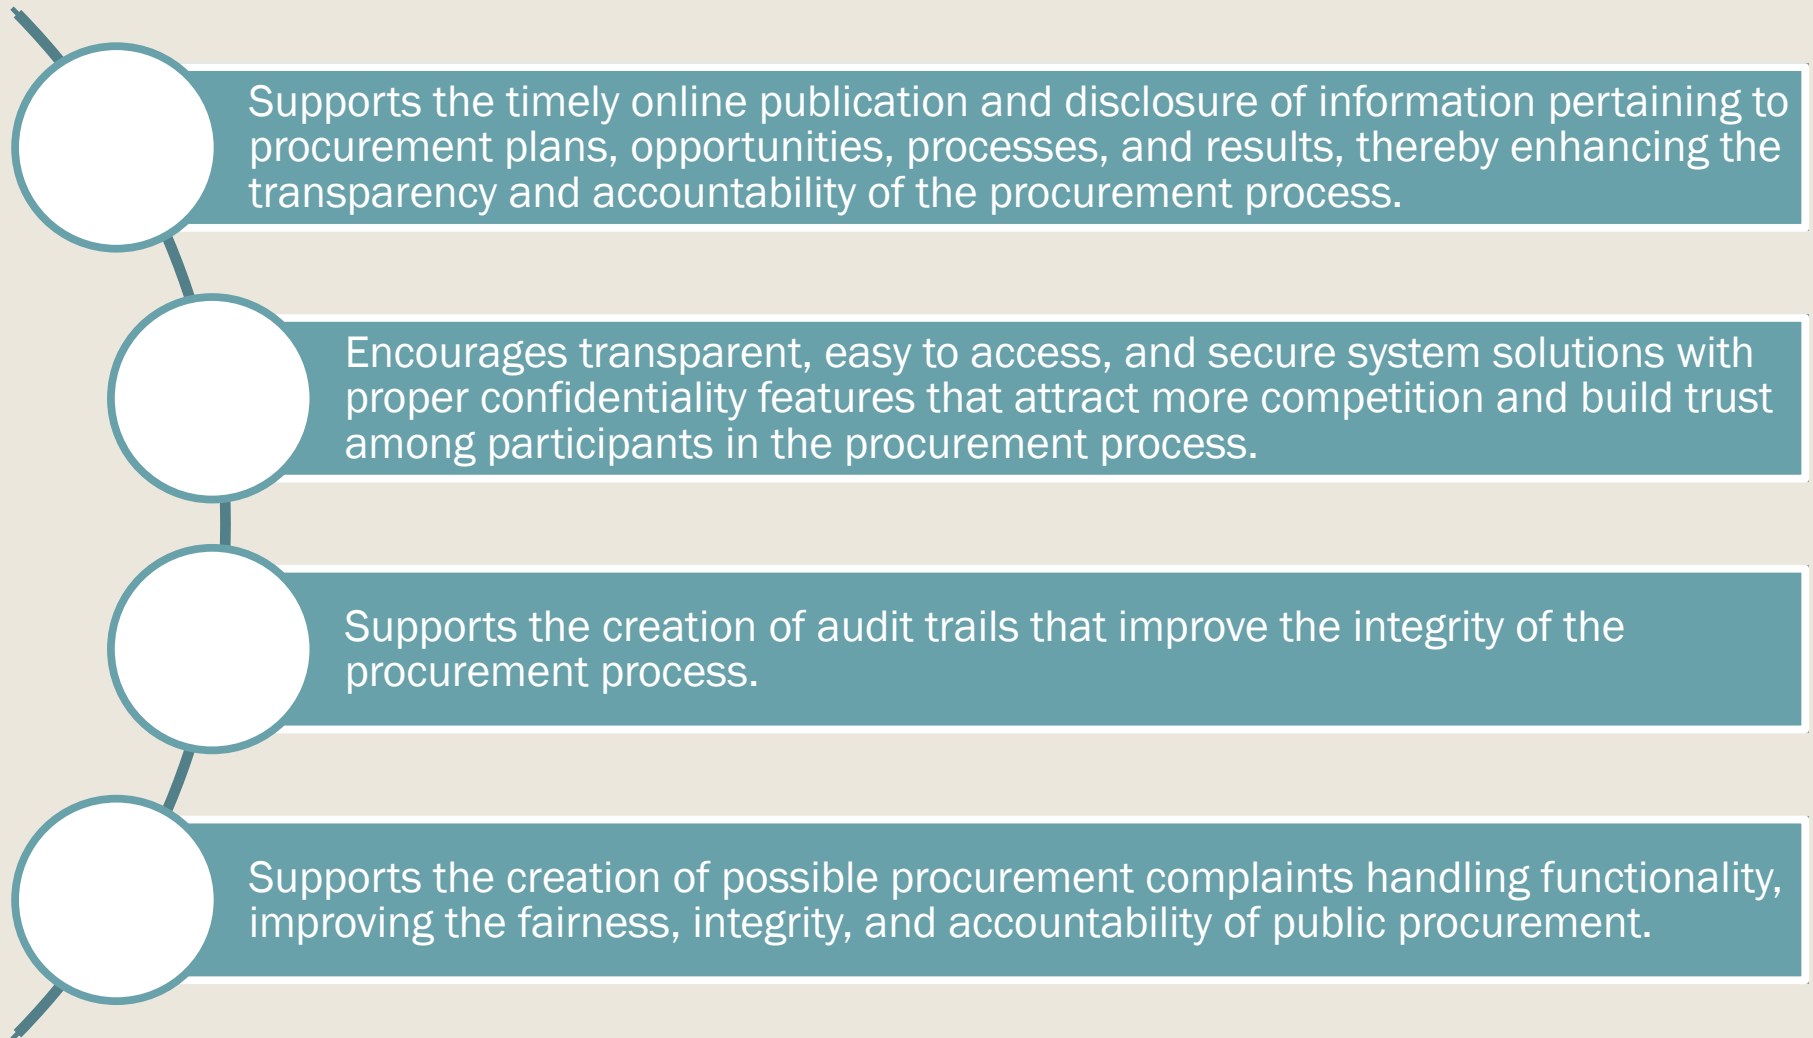 Supports the timely online publication and disclosure of information pertaining to
procurement plans, opportunities, processes, and results, thereby enhancing the
transparency and accountability of the procurement process.
Encourages transparent, easy to access, and secure system solutions with
proper confidentiality features that attract more competition and build trust
among participants in the procurement process.
Supports the creation of audit trails that improve the integrity of the
procurement process.
Supports the creation of possible procurement complaints handling functionality,
improving the fairness, integrity, and accountability of public procurement.